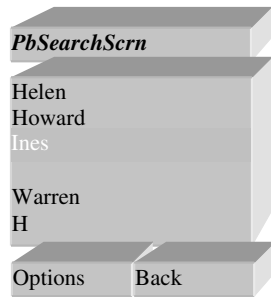 PbSearchScrn
Helen
Howard
Ines
Warren
H
Options Back